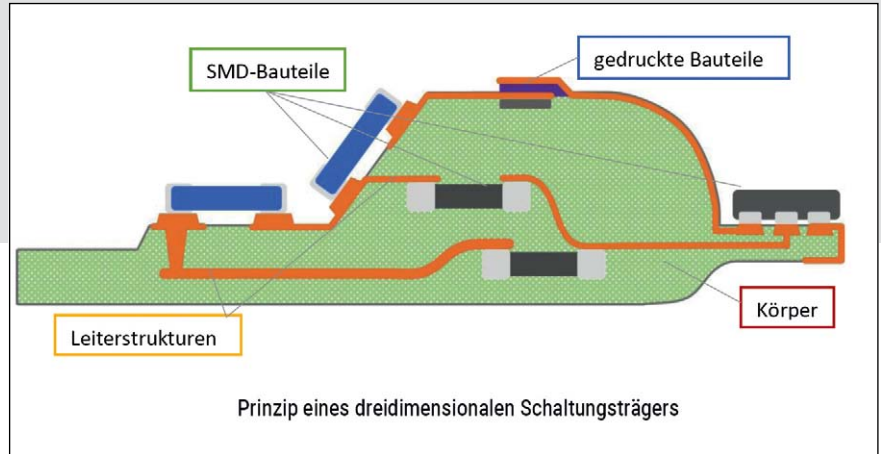 SMD-Bauteile
gedruckte Bauteile
Leiterstrukturen
Körper
Prinzip eines dreidimensionalen Schaltungsträgers